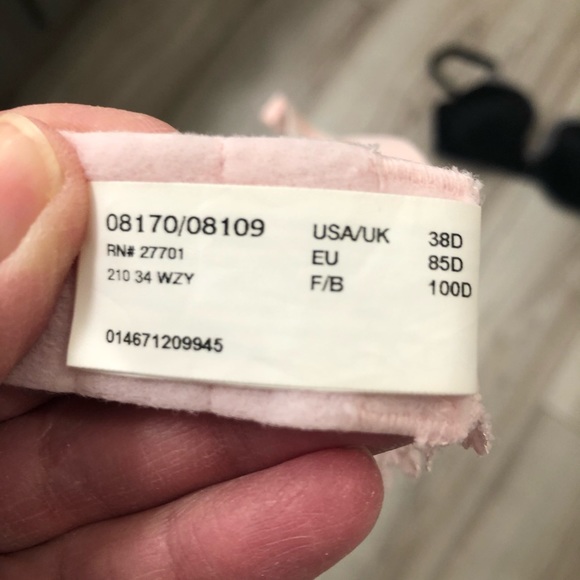 08170/08109
RN# 27701
210 34 WZY
014671209945
USA/UK 38D
EU 85D
F/B 100D